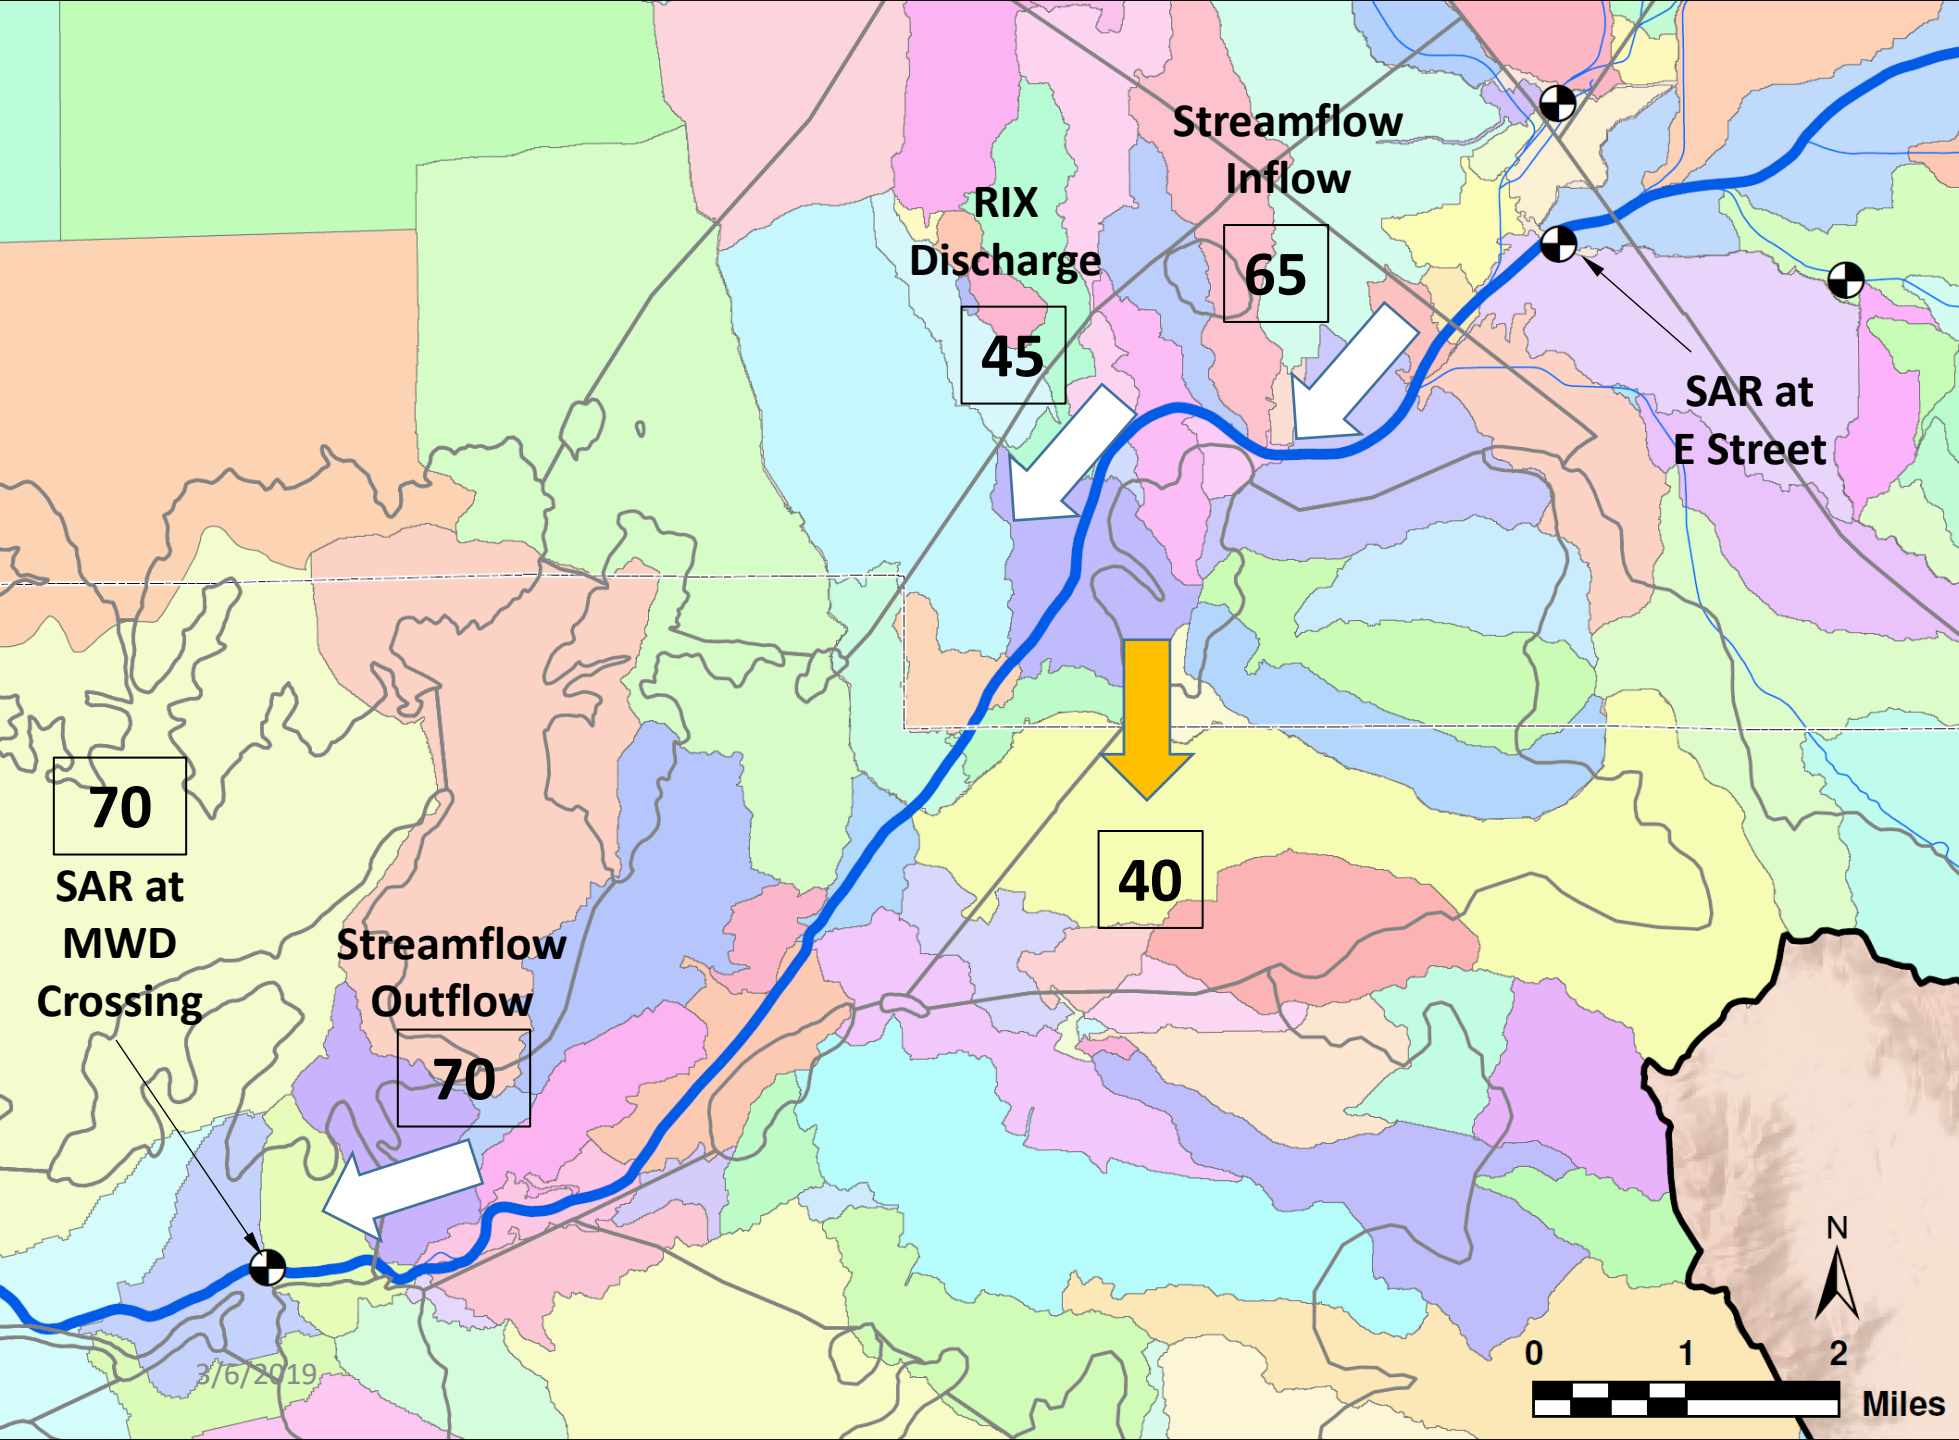 Streamflow
Inflow
65
RIX
Discharge
45
SAR at
E Street
40
70
SAR at
MWD
Crossing
Streamflow
Outflow
70
N
0 1 2
Miles
3/6/2019